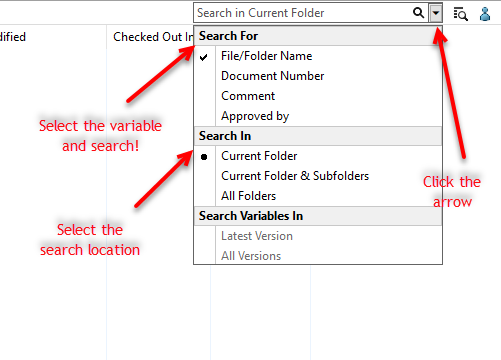 Search in Current Folder
dified
Checked Out In
Search For
File/Folder Name
Document Number
Comment
Approved by
Search In
Current Folder
Current Folder & Subfolders
All Folders
Search Variables In
Latest Version
All Versions
Select the variable
and search!
Select the
search location
Click the
arrow